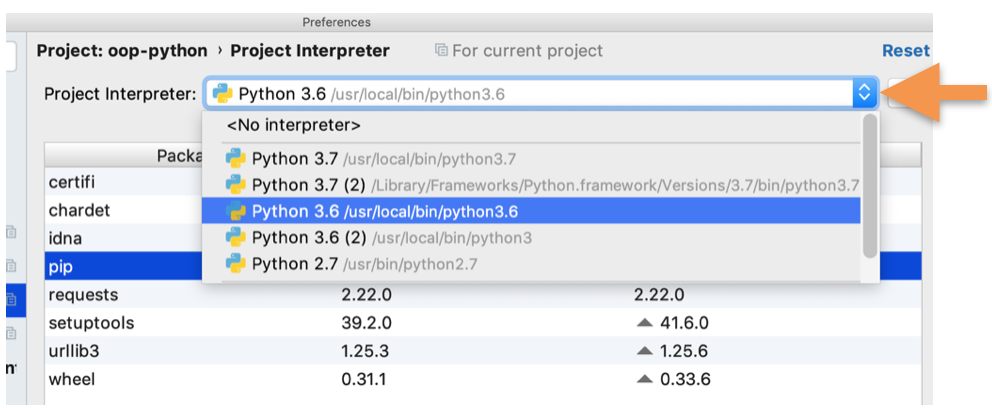 Preferences
Project: oop-python › Project Interpreter For current project Reset
Project Interpreter: Python 3.6 /usr/local/bin/python3.6
<No interpreter>
Python 3.7 /usr/local/bin/python3.7
Python 3.7 (2) /Library/Frameworks/Python.framework/Versions/3.7/bin/python3.7
Python 3.6 /usr/local/bin/python3.6
Python 3.6 (2) /usr/local/bin/python3
Python 2.7 /usr/bin/python2.7
certifi
chardet
idna
pip
requests 2.22.0 2.22.0
setuptools 39.2.0 41.6.0
urllib3 1.25.3 1.25.6
wheel 0.31.1 0.33.6